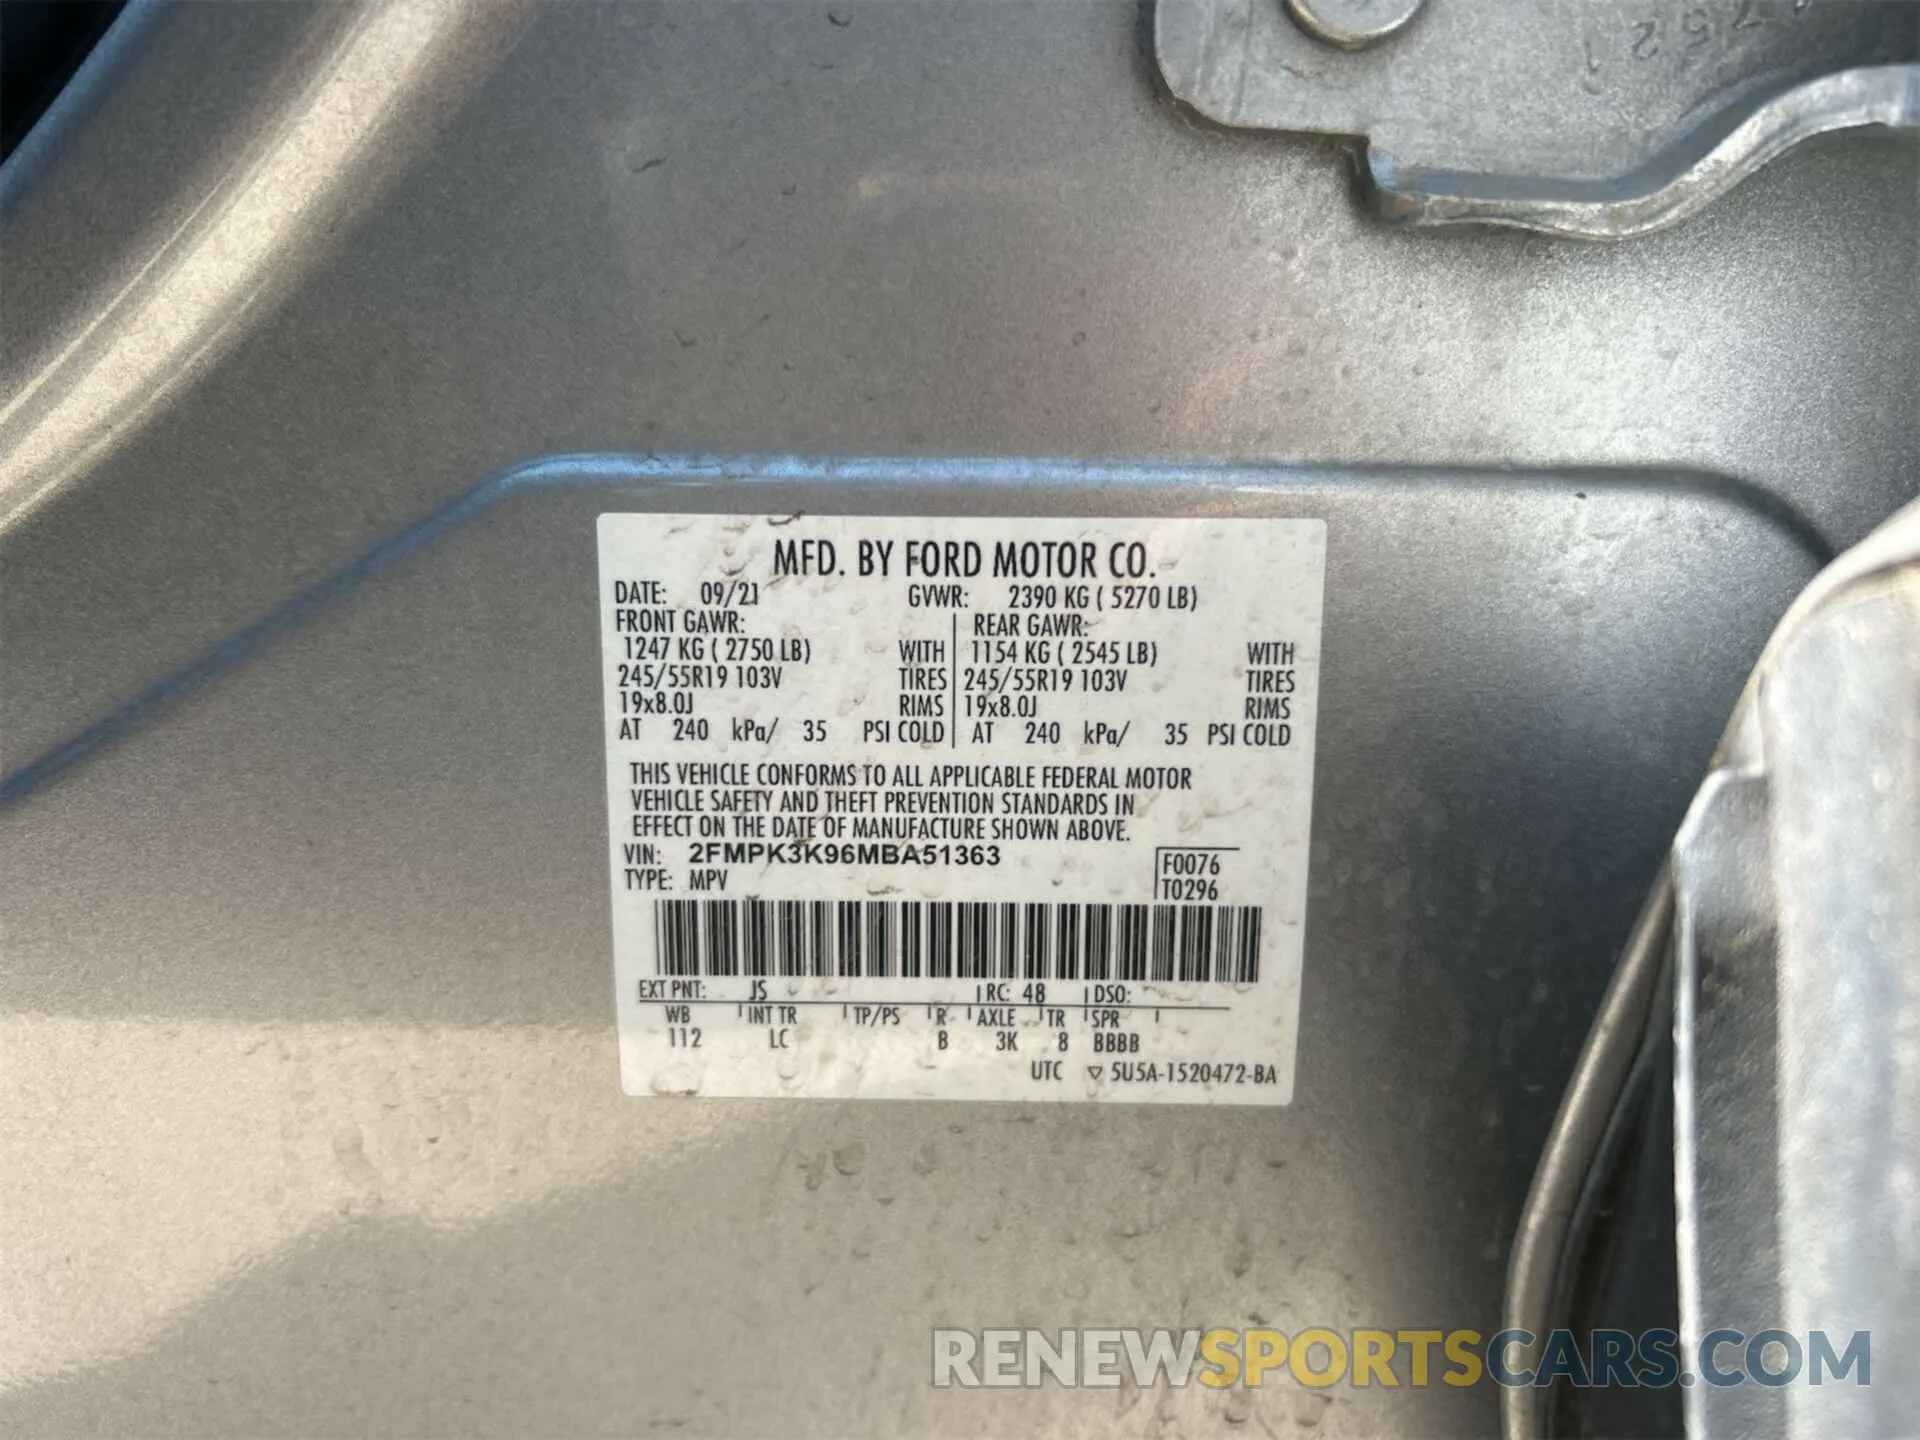 7521
MFD. BY FORD MOTOR CO.
DATE: 09/21 GVWR: 2390 KG ( 5270 LB)
FRONT GAWR: REAR GAWR:
1247 KG ( 2750 LB) WITH 1154 KG ( 2545 LB) WITH
245/55R19 103V TIRES 245/55R19 103V TIRES
19x8.0J RIMS 19x8.0J RIMS
AT 240 kPa/ 35 PSI COLD AT 240 kPa/ 35 PSI COLD
THIS VEHICLE CONFORMS TO ALL APPLICABLE FEDERAL MOTOR
VEHICLE SAFETY AND THEFT PREVENTION STANDARDS IN
EFFECT ON THE DATE OF MANUFACTURE SHOWN ABOVE.
VIN: 2FMPK3K96MBA51363 F0076
TYPE: MPV T0296
EXT PNT: JS RC: 48 DSO:
WB INT TR TP/PS R AXLE TR SPR
112 LC B 3K 8 BBBB
UTC ▽ 5U5A-1520472-BA
RENEWSPORTSCARS.COM